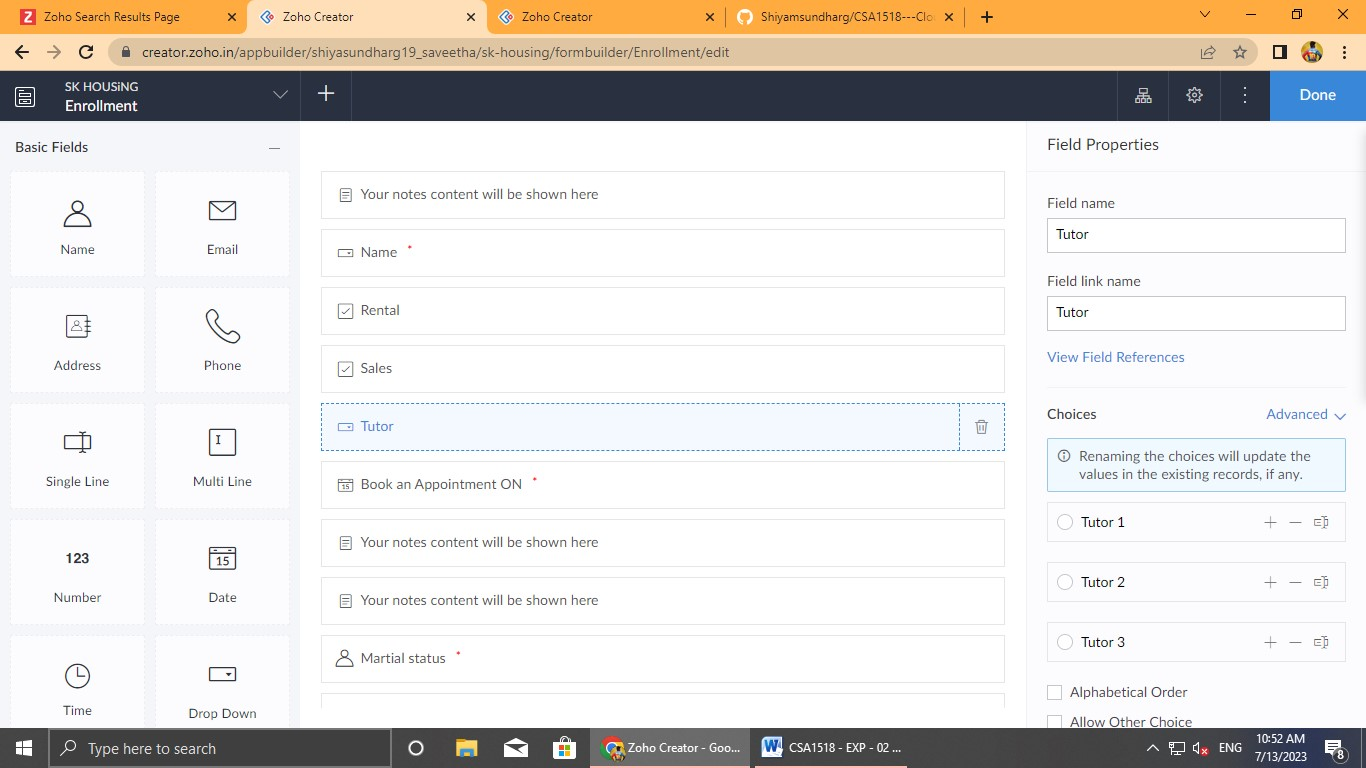 Zoho Search Results Page
Zoho Creator
Zoho Creator
Shiyamsundharg/CSA1518---Clo
creator.zoho.in/appbuilder/shiyasundharg19_saveetha/sk-housing/formbuilder/Enrollment/edit
SK HOUSiNG
Enrollment
Done
Basic Fields
Name
Email
Address
Phone
Single Line
I
Multi Line
123
Number
15
Date
Time
Drop Down
Your notes content will be shown here
Name *
Rental
Sales
Tutor
15
Book an Appointment ON *
Your notes content will be shown here
Your notes content will be shown here
Martial status *
Field Properties
Field name
Tutor
Field link name
Tutor
View Field References
Choices
Advanced
Renaming the choices will update the
values in the existing records, if any.
Tutor 1
Tutor 2
Tutor 3
Alphabetical Order
Allow Other Choice
Type here to search
Zoho Creator - Goo...
CSA1518 - EXP - 02 ...
ENG
10:52 AM
7/13/2023
8